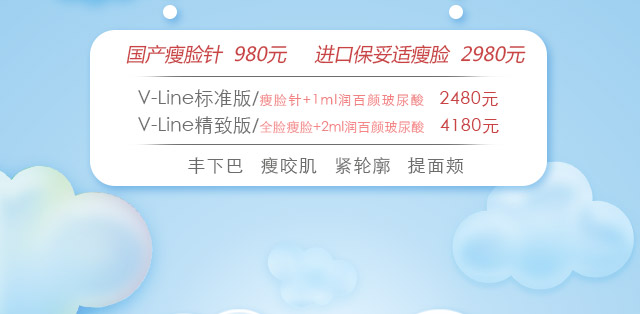 国产瘦脸针 980元 进口保妥适瘦脸 2980元
V-Line标准版/瘦脸针+1ml润百颜玻尿酸 2480元
V-Line精致版/全脸瘦脸+2ml润百颜玻尿酸 4180元
丰下巴 瘦咬肌 紧轮廓 提面颊